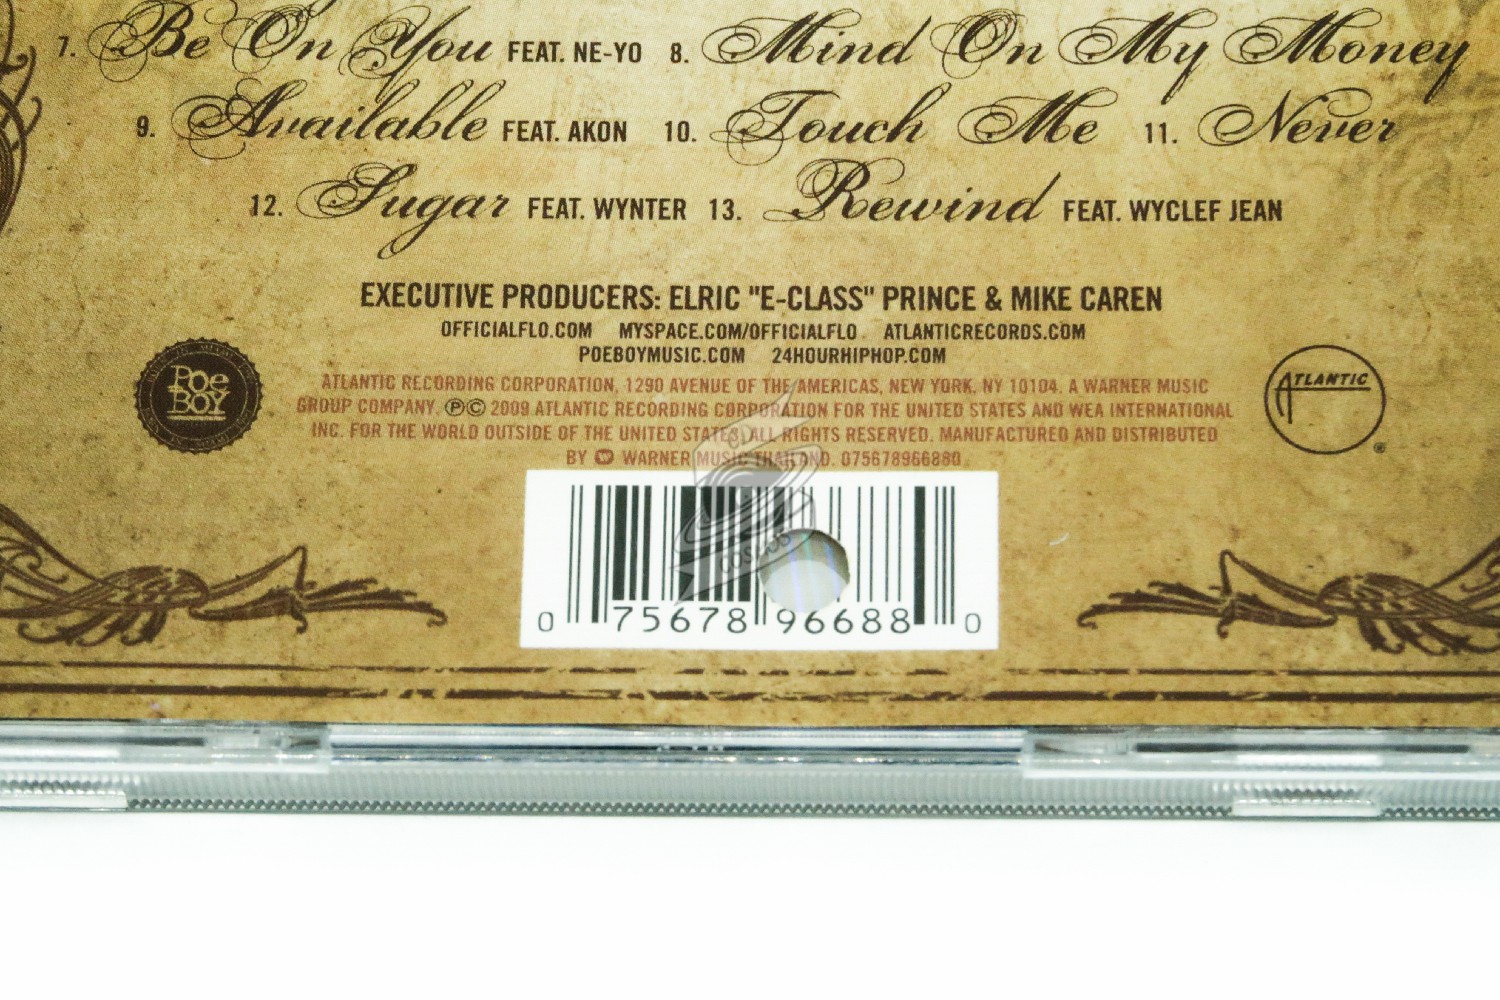 7. Be On You FEAT. NE-YO 8. Mind On My Money
9. Available FEAT. AKON 10. Touch Me 11. Never
12. Sugar FEAT. WYNTER 13. Rewind FEAT. WYCLEF JEAN
EXECUTIVE PRODUCERS: ELRIC "E-CLASS" PRINCE & MIKE CAREN
OFFICIALFLO.COM MYSPACE.COM/OFFICIALFLO ATLANTICRECORDS.COM
POEBOYMUSIC.COM 24HOURHIPHOP.COM
Poe
BOY
ATLANTIC
®
ATLANTIC RECORDING CORPORATION, 1290 AVENUE OF THE AMERICAS, NEW YORK, NY 10104. A WARNER MUSIC
GROUP COMPANY. ℗© 2009 ATLANTIC RECORDING CORPORATION FOR THE UNITED STATES AND WEA INTERNATIONAL
INC. FOR THE WORLD OUTSIDE OF THE UNITED STATES. ALL RIGHTS RESERVED. MANUFACTURED AND DISTRIBUTED
BY WARNER MUSIC THAILAND. 075678966880
CD
COSMOS
0 75678 96688 0